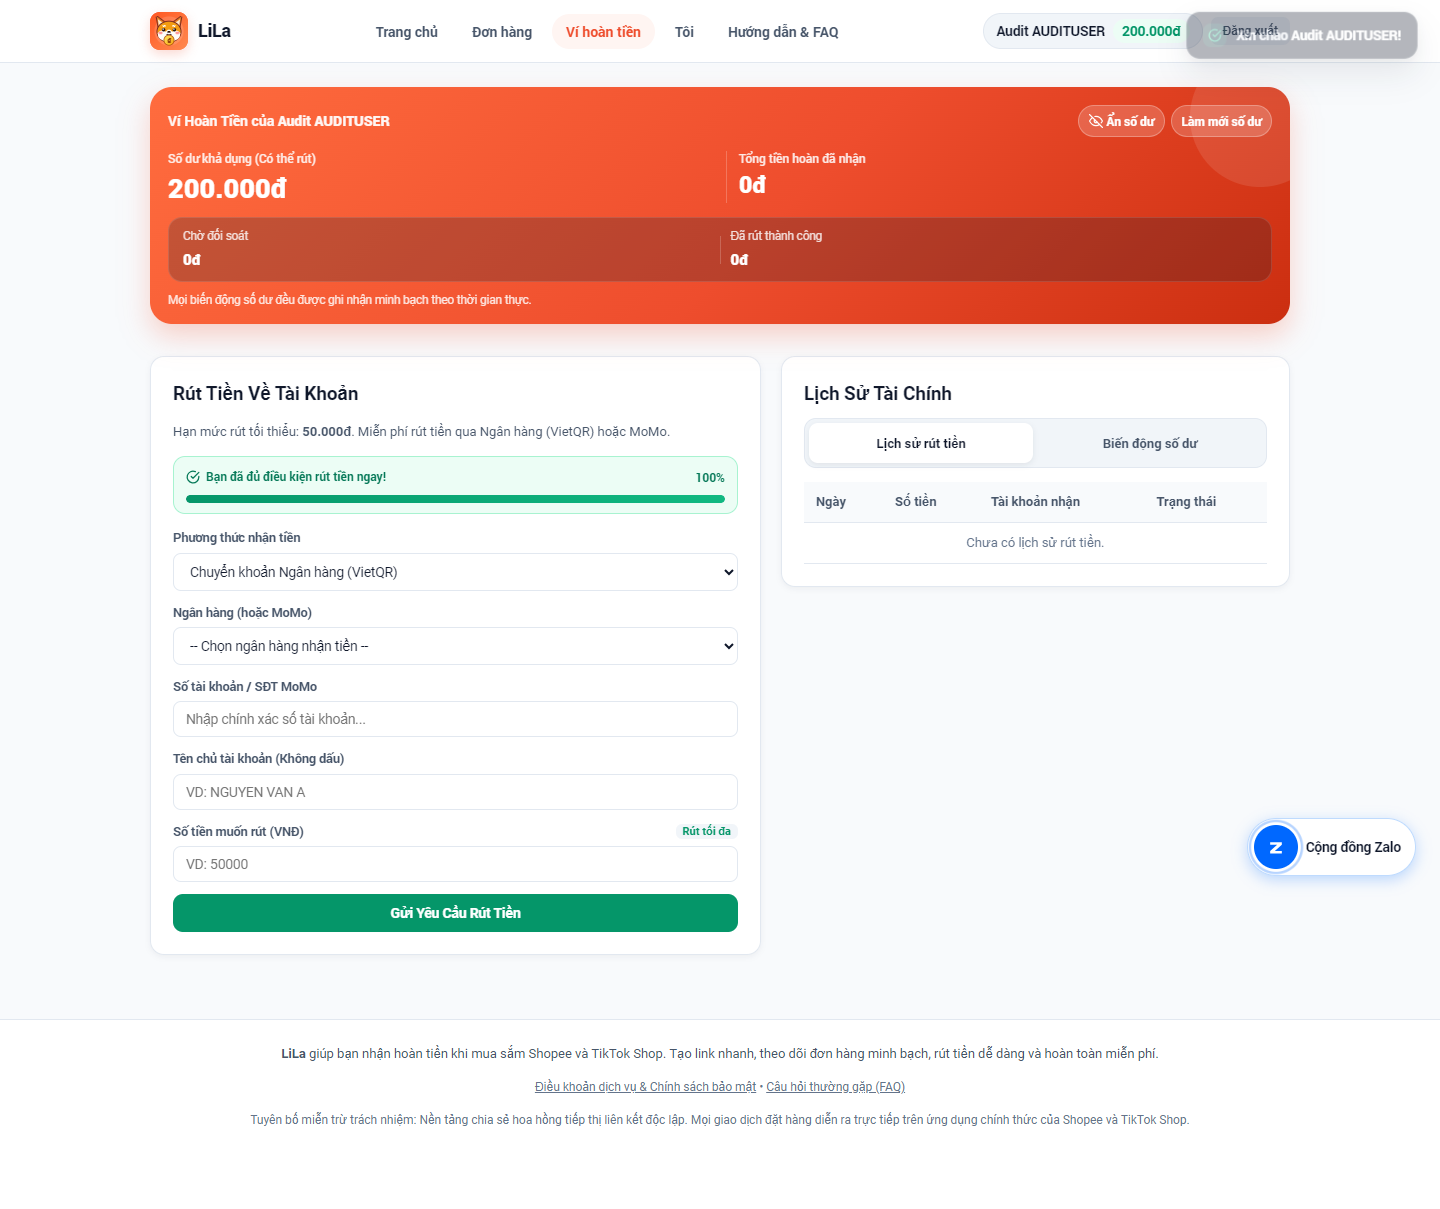 LiLa
Trang chủ
Đơn hàng
Ví hoàn tiền
Tôi
Hướng dẫn & FAQ
Audit AUDITUSER
200.000đ
Đăng xuất
Xin chào Audit AUDITUSER!
Ví Hoàn Tiền của Audit AUDITUSER
Ẩn số dư
Làm mới số dư
Số dư khả dụng (Có thể rút)
200.000đ
Tổng tiền hoàn đã nhận
0đ
Chờ đối soát
0đ
Đã rút thành công
0đ
Mọi biến động số dư đều được ghi nhận minh bạch theo thời gian thực.
Rút Tiền Về Tài Khoản
Hạn mức rút tối thiểu: 50.000đ. Miễn phí rút tiền qua Ngân hàng (VietQR) hoặc MoMo.
Bạn đã đủ điều kiện rút tiền ngay!
100%
Phương thức nhận tiền
Chuyển khoản Ngân hàng (VietQR)
Ngân hàng (hoặc MoMo)
-- Chọn ngân hàng nhận tiền --
Số tài khoản / SĐT MoMo
Nhập chính xác số tài khoản...
Tên chủ tài khoản (Không dấu)
VD: NGUYEN VAN A
Số tiền muốn rút (VNĐ)
Rút tối đa
VD: 50000
Gửi Yêu Cầu Rút Tiền
Lịch Sử Tài Chính
Lịch sử rút tiền
Biến động số dư
Ngày
Số tiền
Tài khoản nhận
Trạng thái
Chưa có lịch sử rút tiền.
Z
Cộng đồng Zalo
LiLa giúp bạn nhận hoàn tiền khi mua sắm Shopee và TikTok Shop. Tạo link nhanh, theo dõi đơn hàng minh bạch, rút tiền dễ dàng và hoàn toàn miễn phí.
Điều khoản dịch vụ & Chính sách bảo mật • Câu hỏi thường gặp (FAQ)
Tuyên bố miễn trừ trách nhiệm: Nền tảng chia sẻ hoa hồng tiếp thị liên kết độc lập. Mọi giao dịch đặt hàng diễn ra trực tiếp trên ứng dụng chính thức của Shopee và TikTok Shop.